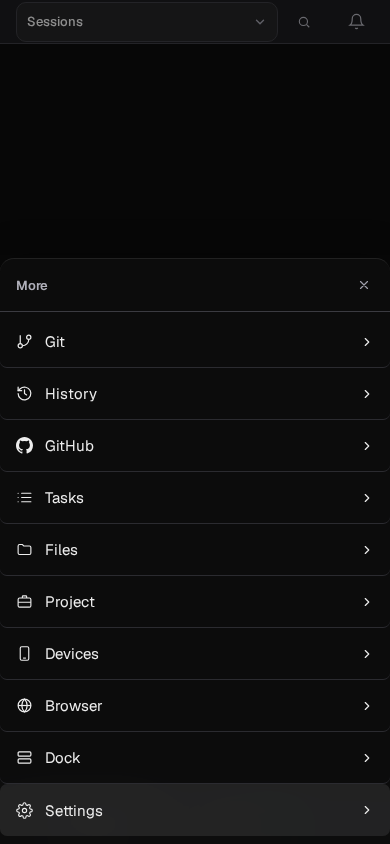 Sessions
More
Git
History
GitHub
Tasks
Files
Project
Devices
Browser
Dock
Settings